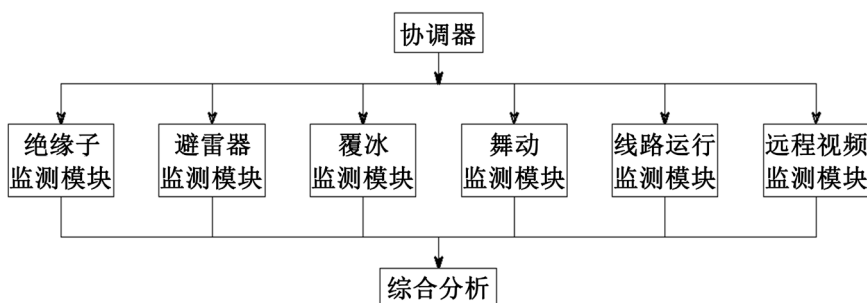 协调器
绝缘子
监测模块
避雷器
监测模块
覆冰
监测模块
舞动
监测模块
线路运行
监测模块
远程视频
监测模块
综合分析